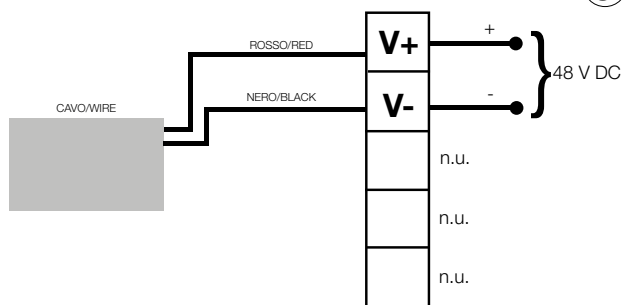 ROSSO/RED
V+
+
48 V DC
NERO/BLACK
V-
-
CAVO/WIRE
n.u.
n.u.
n.u.